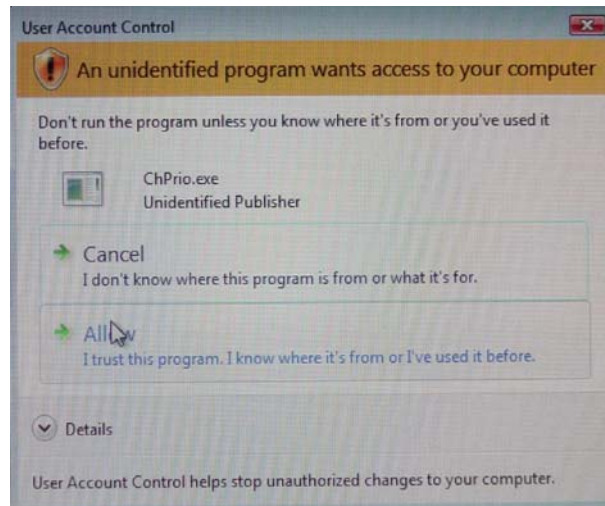 User Account Control
An unidentified program wants access to your computer
Don't run the program unless you know where it's from or you've used it
before.
ChPrio.exe
Unidentified Publisher
Cancel
I don't know where this program is from or what it's for.
Allow
I trust this program. I know where it's from or I've used it before.
Details
User Account Control helps stop unauthorized changes to your computer.